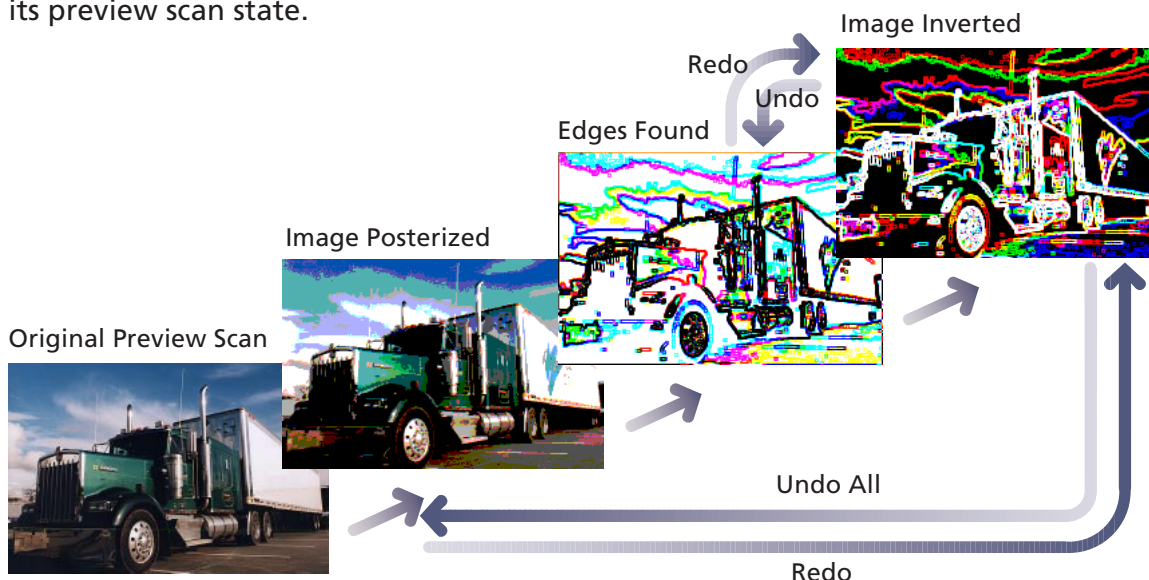 its preview scan state.
Image Inverted
Redo
Undo
Edges Found
Image Posterized
Original Preview Scan
Undo All
Redo